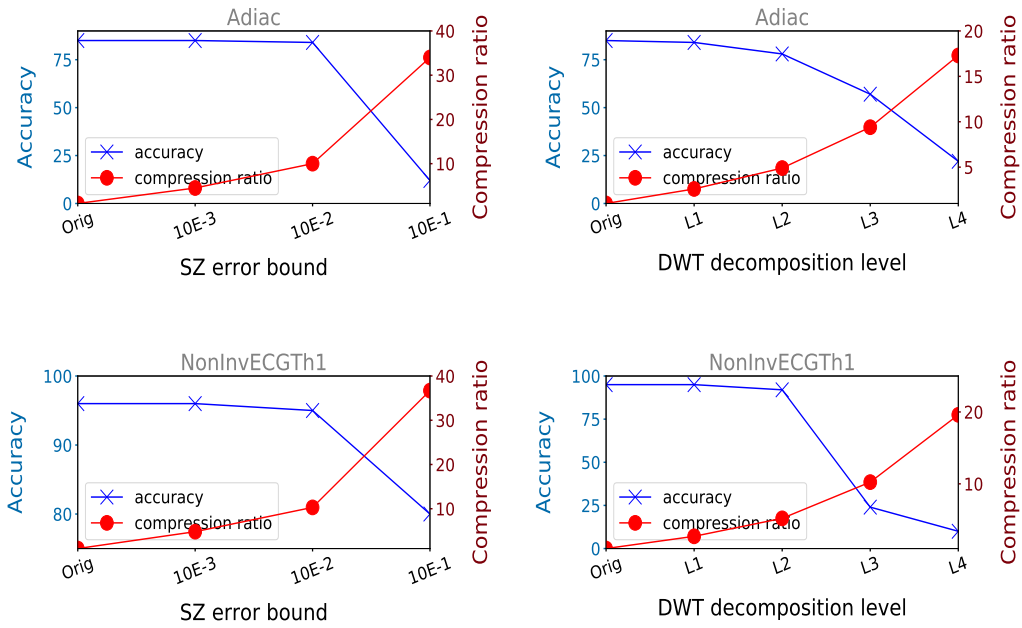 Adiac
Accuracy
75
50
25
0
40
30
20
10
Compression ratio
accuracy
compression ratio
Orig
10E-3
10E-2
10E-1
SZ error bound
Adiac
Accuracy
75
50
25
0
20
15
10
5
Compression ratio
accuracy
compression ratio
Orig
L1
L2
L3
L4
DWT decomposition level
NonInvECGTh1
Accuracy
100
90
80
40
30
20
10
Compression ratio
accuracy
compression ratio
Orig
10E-3
10E-2
10E-1
SZ error bound
NonInvECGTh1
Accuracy
100
75
50
25
0
20
10
Compression ratio
accuracy
compression ratio
Orig
L1
L2
L3
L4
DWT decomposition level